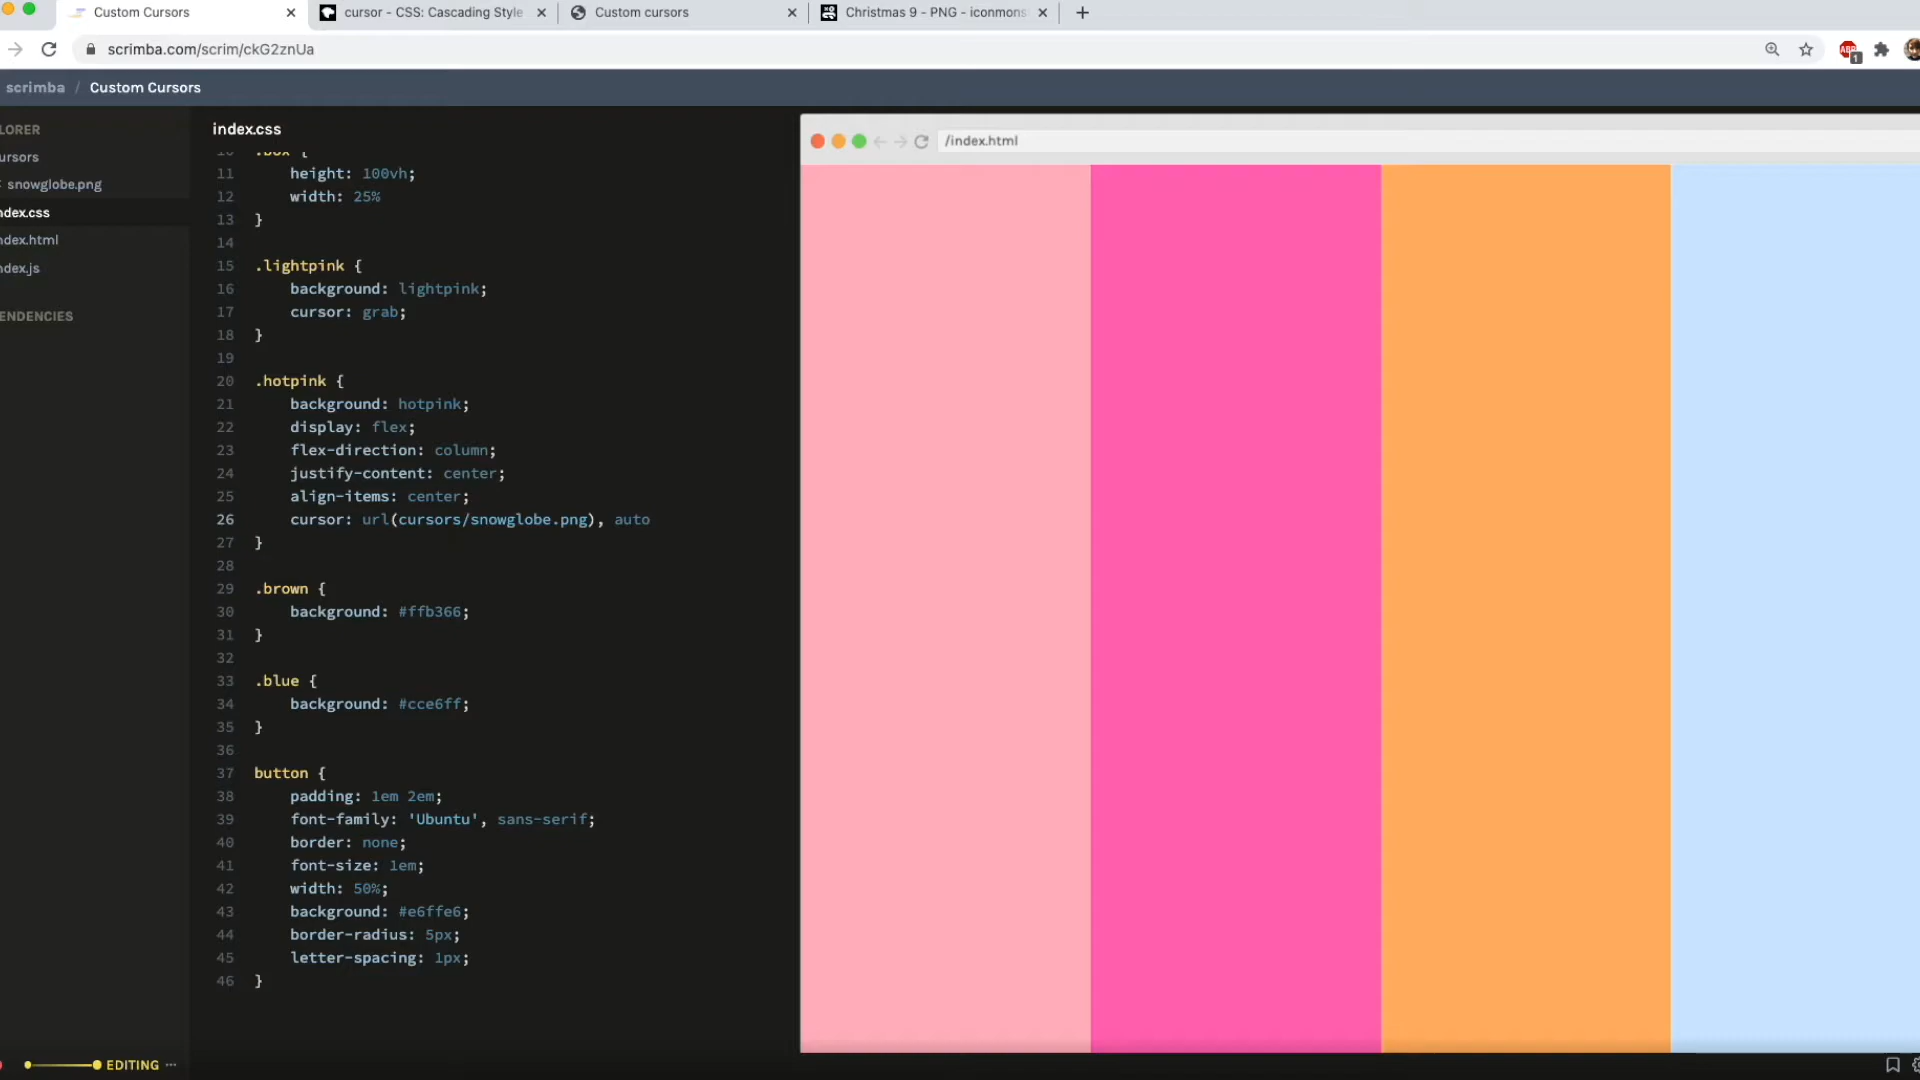 Custom Cursors
cursor - CSS: Cascading Style
Custom cursors
Christmas 9 - PNG - iconmons
scrimba.com/scrim/ckG2znUa
ABP
1
scrimba / Custom Cursors
LORER
index.css
/index.html
ursors
snowglobe.png
ndex.css
ndex.html
ndex.js
ENDENCIES
10 .box {
11 height: 100vh;
12 width: 25%
13 }
14
15 .lightpink {
16 background: lightpink;
17 cursor: grab;
18 }
19
20 .hotpink {
21 background: hotpink;
22 display: flex;
23 flex-direction: column;
24 justify-content: center;
25 align-items: center;
26 cursor: url(cursors/snowglobe.png), auto
27 }
28
29 .brown {
30 background: #ffb366;
31 }
32
33 .blue {
34 background: #cce6ff;
35 }
36
37 button {
38 padding: 1em 2em;
39 font-family: 'Ubuntu', sans-serif;
40 border: none;
41 font-size: 1em;
42 width: 50%;
43 background: #e6ffe6;
44 border-radius: 5px;
45 letter-spacing: 1px;
46 }
EDITING ...